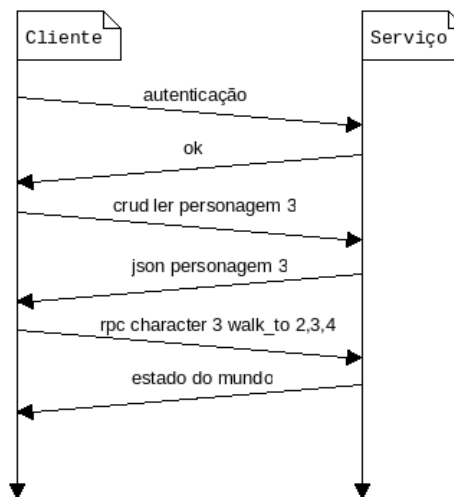 Cliente
Serviço
autenticação
ok
crud ler personagem 3
json personagem 3
rpc character 3 walk_to 2,3,4
estado do mundo